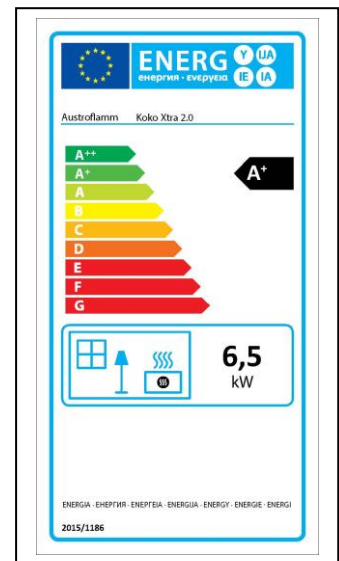 ENERG Y IJA
енергия · ενεργεια IE IA
Austroflamm Koko Xtra 2.0
A++
A+
A
B
C
D
E
F
G
A+
6,5
kW
ENERGIA · ЕНЕРГИЯ · ΕΝΕΡΓΕΙΑ · ENERGIJA · ENERGY · ENERGIE · ENERGI
2015/1186